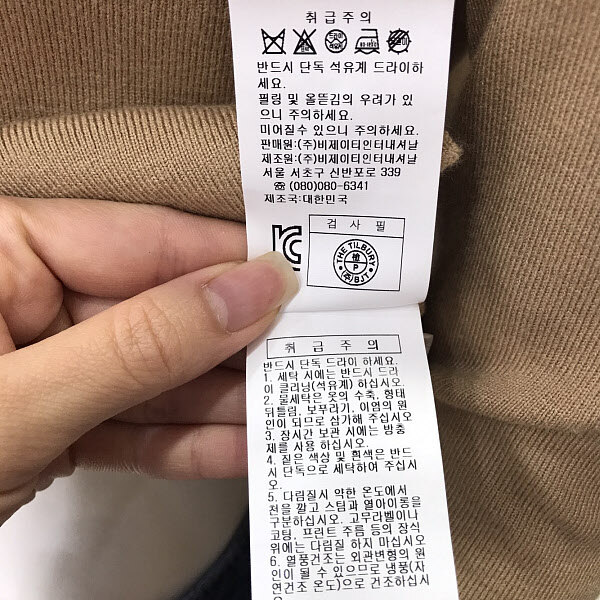 취급주의
반드시 단독 석유계 드라이하
세요.
필링 및 올뜯김의 우려가 있
으니 주의하세요.
미어질수 있으니 주의하세요.
판매원:(주)비제이티인터내셔날
제조원:(주)비제이티인터내셔날
서울 서초구 신반포로 339
☏ (080)080-6341
제조국:대한민국
검사필
THE TILBURY
P
(주)BJT
취급주의
반드시 단독 드라이 하세요.
1. 세탁 시에는 반드시 드라
이 크리닝(석유계) 하십시오.
2. 물세탁은 옷의 수축, 형태
뒤틀림, 보푸라기, 이염의 원
인이 되므로 삼가해 주십시오
3. 장시간 보관 시에는 방충
제를 사용 하십시오.
4. 짙은 색상 및 흰색은 반드
시 단독으로 세탁하여 주십시
오.
5. 다림질시 약한 온도에서
천을 깔고 스팀과 열아이롱을
구분하십시오. 고무라벨이나
코팅, 프린트 주름 등의 장식
위에는 다림질 하지 마십시오
6. 열풍건조는 외관변형의 원
인이 될 수 있으므로 냉풍(자
연건조 온도)으로 건조하십시